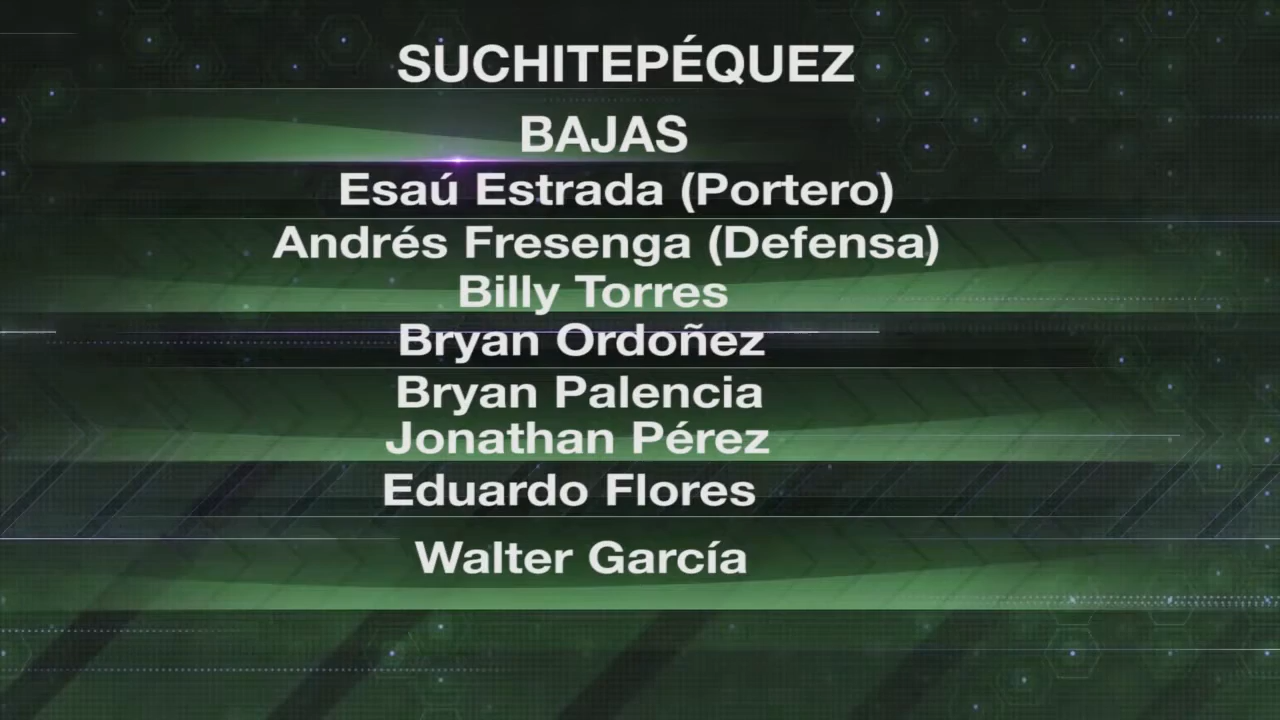 SUCHITEPÉQUEZ
BAJAS
Esaú Estrada (Portero)
Andrés Fresenga (Defensa)
Billy Torres
Bryan Ordoñez
Bryan Palencia
Jonathan Pérez
Eduardo Flores
Walter García